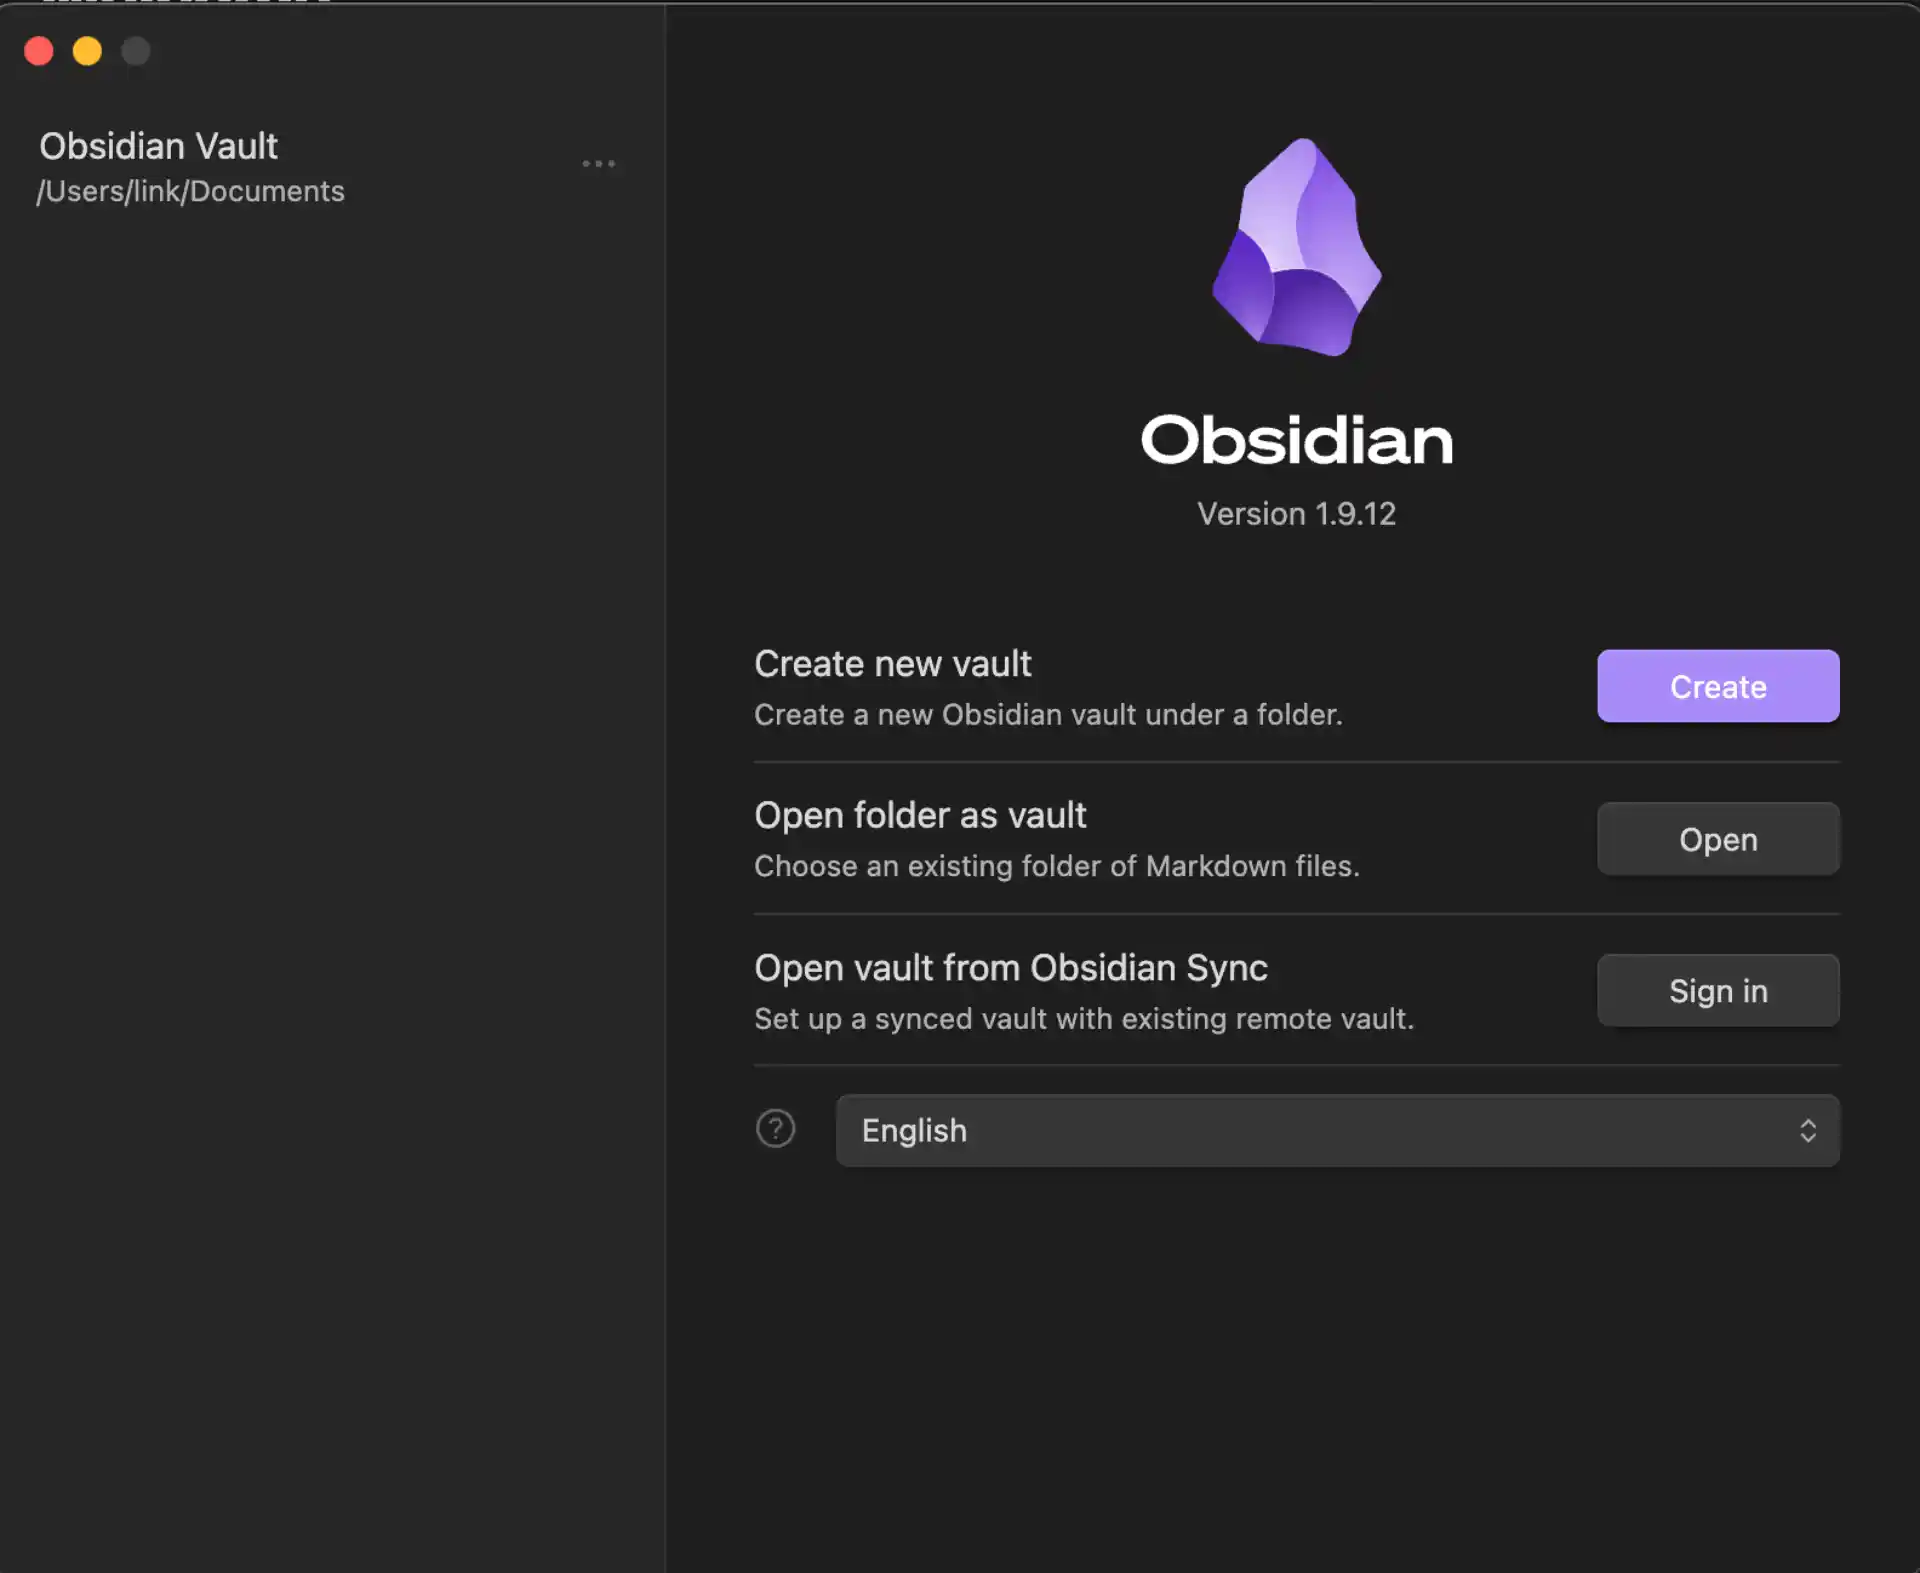 Obsidian Vault
/Users/link/Documents
Obsidian
Version 1.9.12
Create new vault
Create a new Obsidian vault under a folder.
Create
Open folder as vault
Choose an existing folder of Markdown files.
Open
Open vault from Obsidian Sync
Set up a synced vault with existing remote vault.
Sign in
?
English